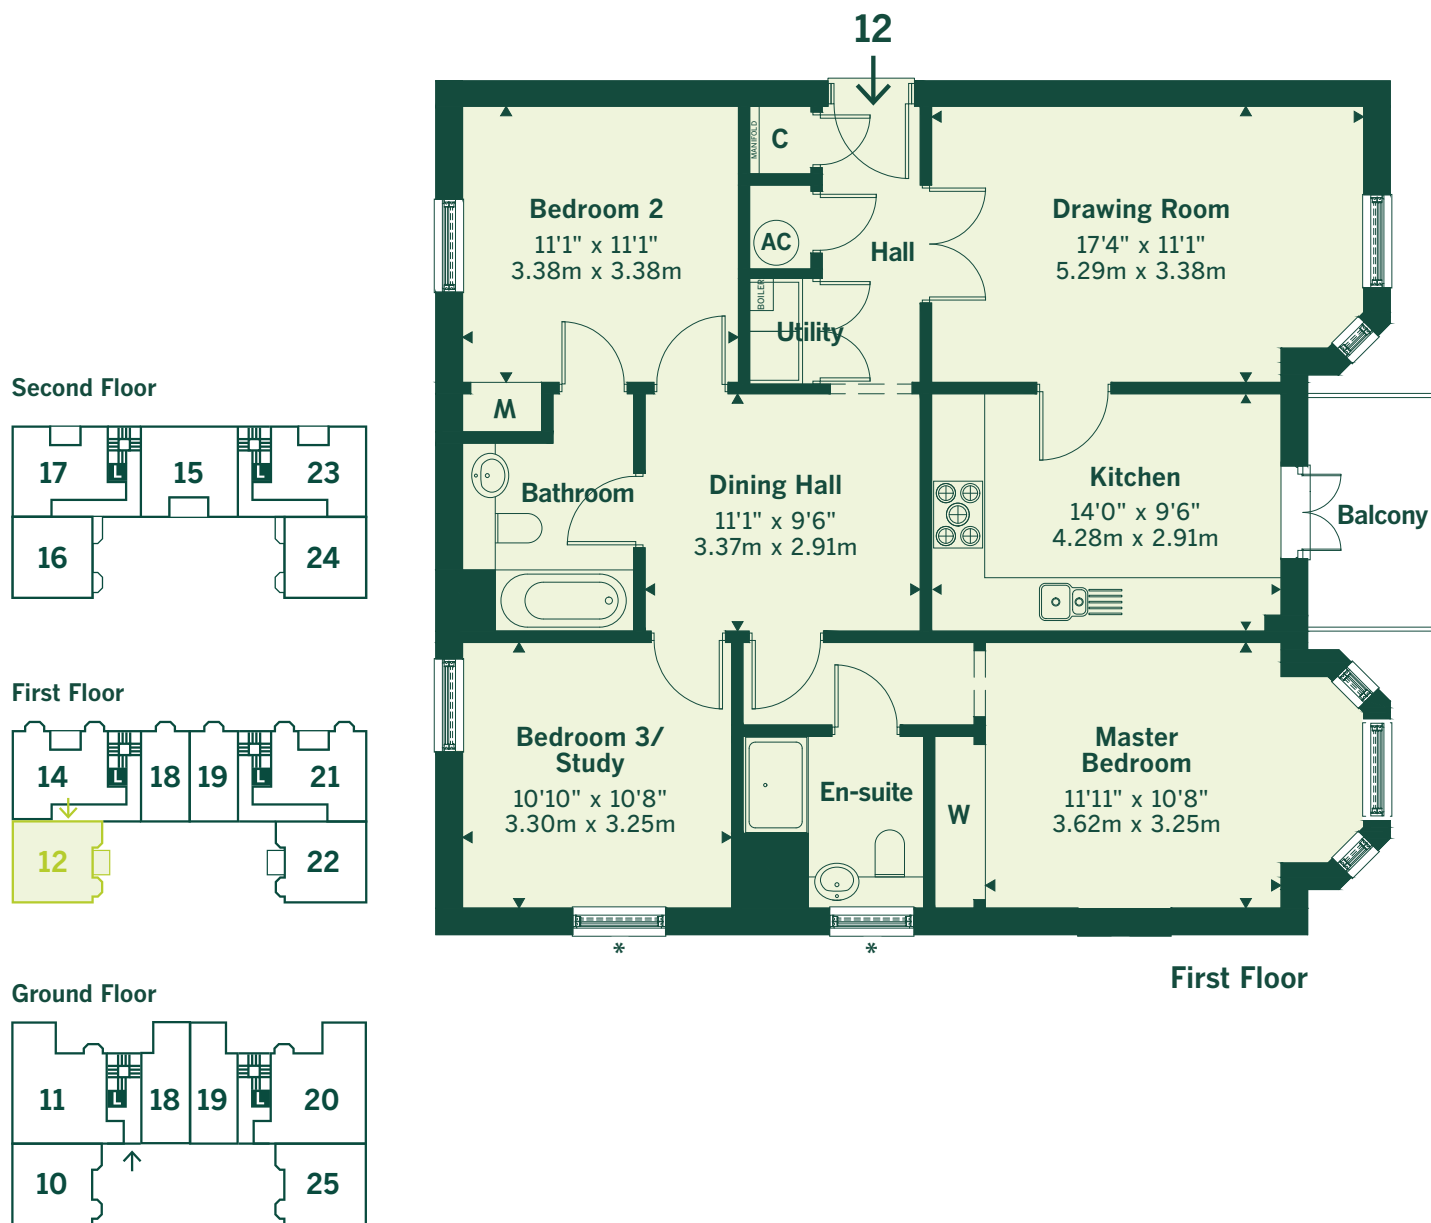 12
MANIFOLD
C
Bedroom 2
11'1" x 11'1"
3.38m x 3.38m
AC
Hall
Drawing Room
17'4" x 11'1"
5.29m x 3.38m
BOILER
Utility
M
Bathroom
Dining Hall
11'1" x 9'6"
3.37m x 2.91m
Kitchen
14'0" x 9'6"
4.28m x 2.91m
Balcony
Bedroom 3/
Study
10'10" x 10'8"
3.30m x 3.25m
En-suite
W
Master
Bedroom
11'11" x 10'8"
3.62m x 3.25m
*
*
First Floor
Second Floor
17
L
15
L
23
16
24
First Floor
14
L
18
19
L
21
12
22
Ground Floor
11
L
18
19
L
20
10
25